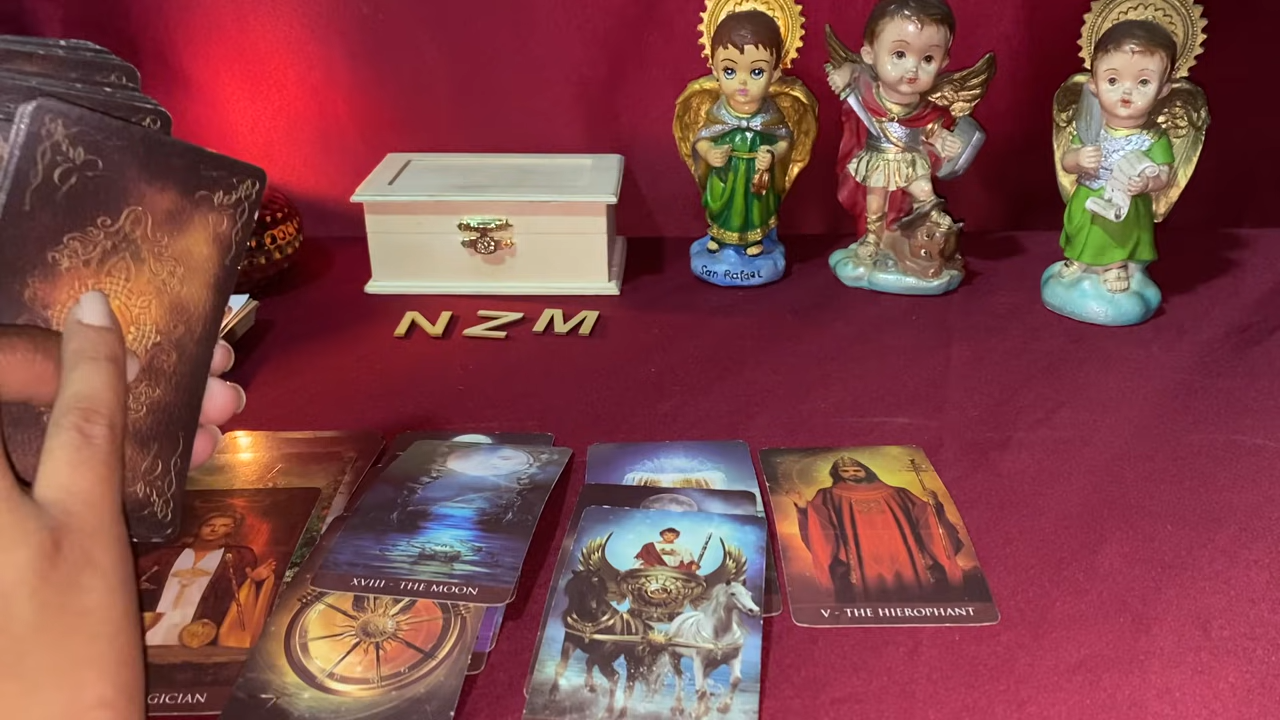 San Rafael
NZM
XVIII - THE MOON
V - THE HIEROPHANT
GICIAN